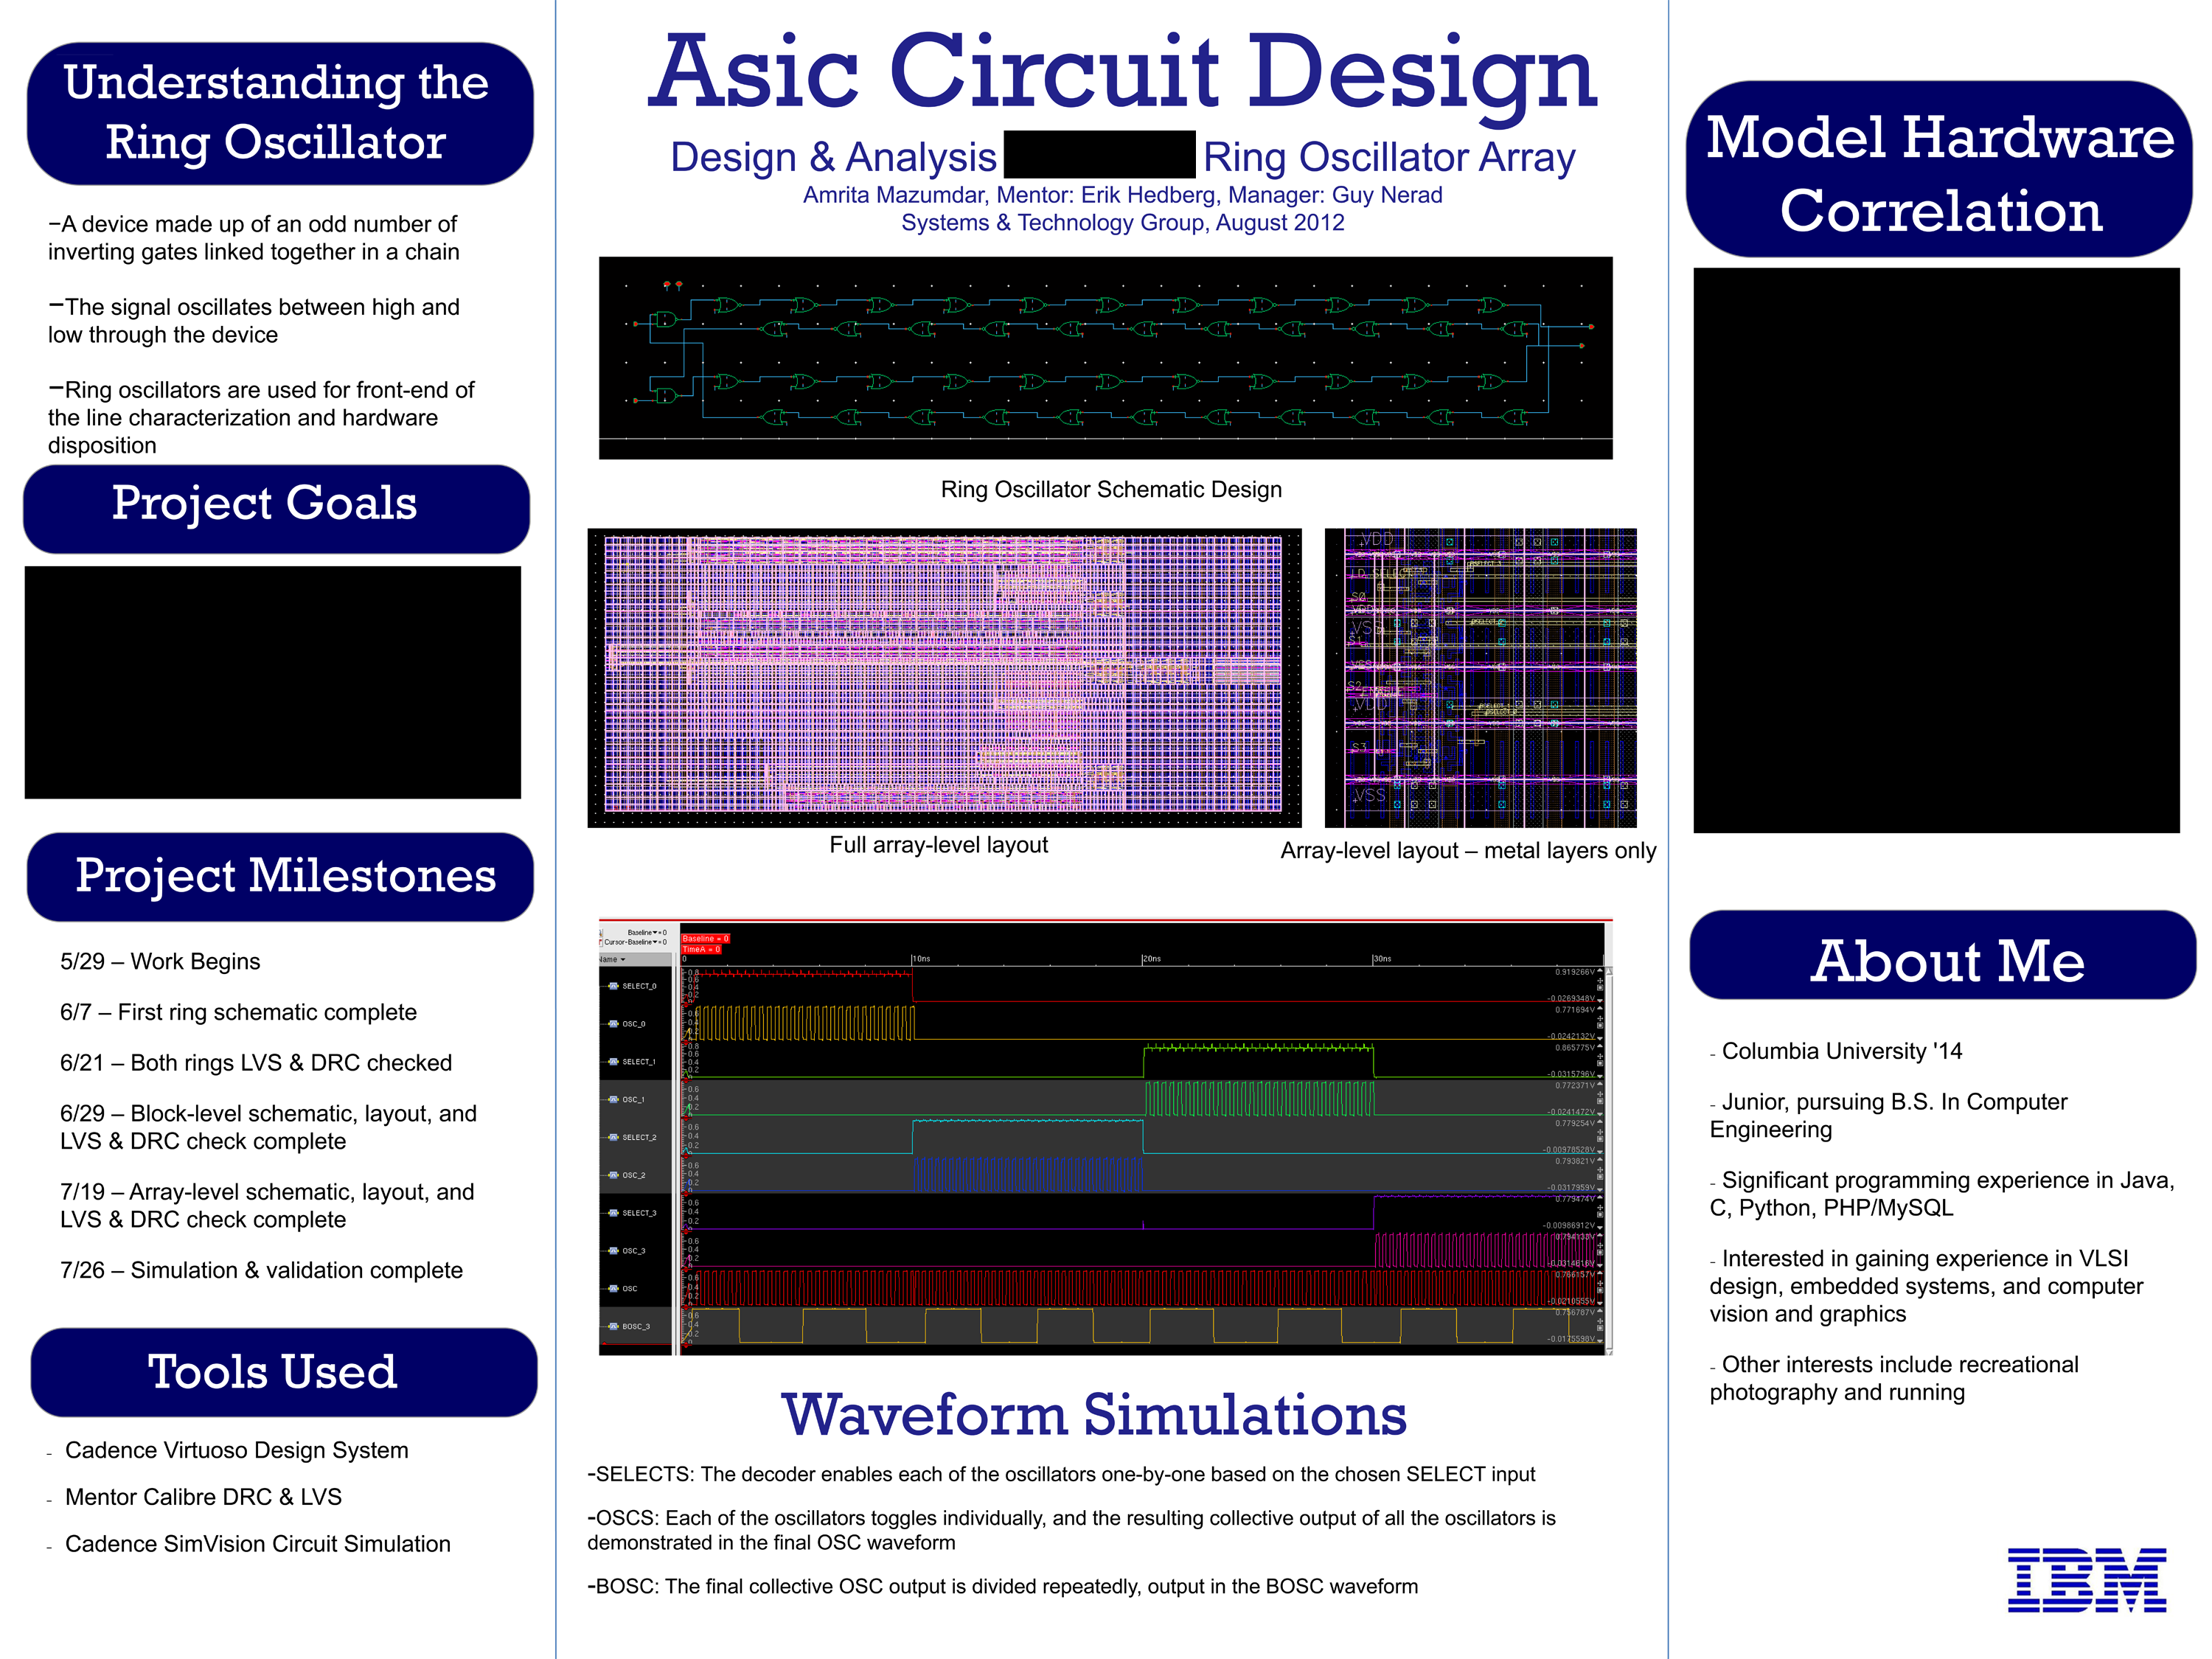 Understanding the
Ring Oscillator
–A device made up of an odd number of
inverting gates linked together in a chain
–The signal oscillates between high and
low through the device
–Ring oscillators are used for front-end of
the line characterization and hardware
disposition
Project Goals
Project Milestones
5/29 – Work Begins
6/7 – First ring schematic complete
6/21 – Both rings LVS & DRC checked
6/29 – Block-level schematic, layout, and
LVS & DRC check complete
7/19 – Array-level schematic, layout, and
LVS & DRC check complete
7/26 – Simulation & validation complete
Tools Used
- Cadence Virtuoso Design System
- Mentor Calibre DRC & LVS
- Cadence SimVision Circuit Simulation
Asic Circuit Design
Design & Analysis Ring Oscillator Array
Amrita Mazumdar, Mentor: Erik Hedberg, Manager: Guy Nerad
Systems & Technology Group, August 2012
Ring Oscillator Schematic Design
VDD
S0
VSS
S1
S2
VDD
S3
VSS
Full array-level layout
Array-level layout – metal layers only
Baseline = 0
Cursor-Baseline = 0
Baseline = 0
TimeA = 0
Name
0 10ns 20ns 30ns
SELECT_0 0.919266V -0.0269348V
OSC_0 0.771694V -0.0242132V
SELECT_1 0.865775V -0.0315796V
OSC_1 0.772371V -0.0241472V
SELECT_2 0.779254V -0.00978528V
OSC_2 0.793821V -0.0317959V
SELECT_3 0.779474V -0.00986912V
OSC_3 0.794133V -0.0314616V
OSC 0.766157V -0.0210555V
BOSC_3 0.756787V -0.0175598V
Waveform Simulations
-SELECTS: The decoder enables each of the oscillators one-by-one based on the chosen SELECT input
-OSCS: Each of the oscillators toggles individually, and the resulting collective output of all the oscillators is
demonstrated in the final OSC waveform
-BOSC: The final collective OSC output is divided repeatedly, output in the BOSC waveform
Model Hardware
Correlation
About Me
- Columbia University '14
- Junior, pursuing B.S. In Computer
Engineering
- Significant programming experience in Java,
C, Python, PHP/MySQL
- Interested in gaining experience in VLSI
design, embedded systems, and computer
vision and graphics
- Other interests include recreational
photography and running
IBM